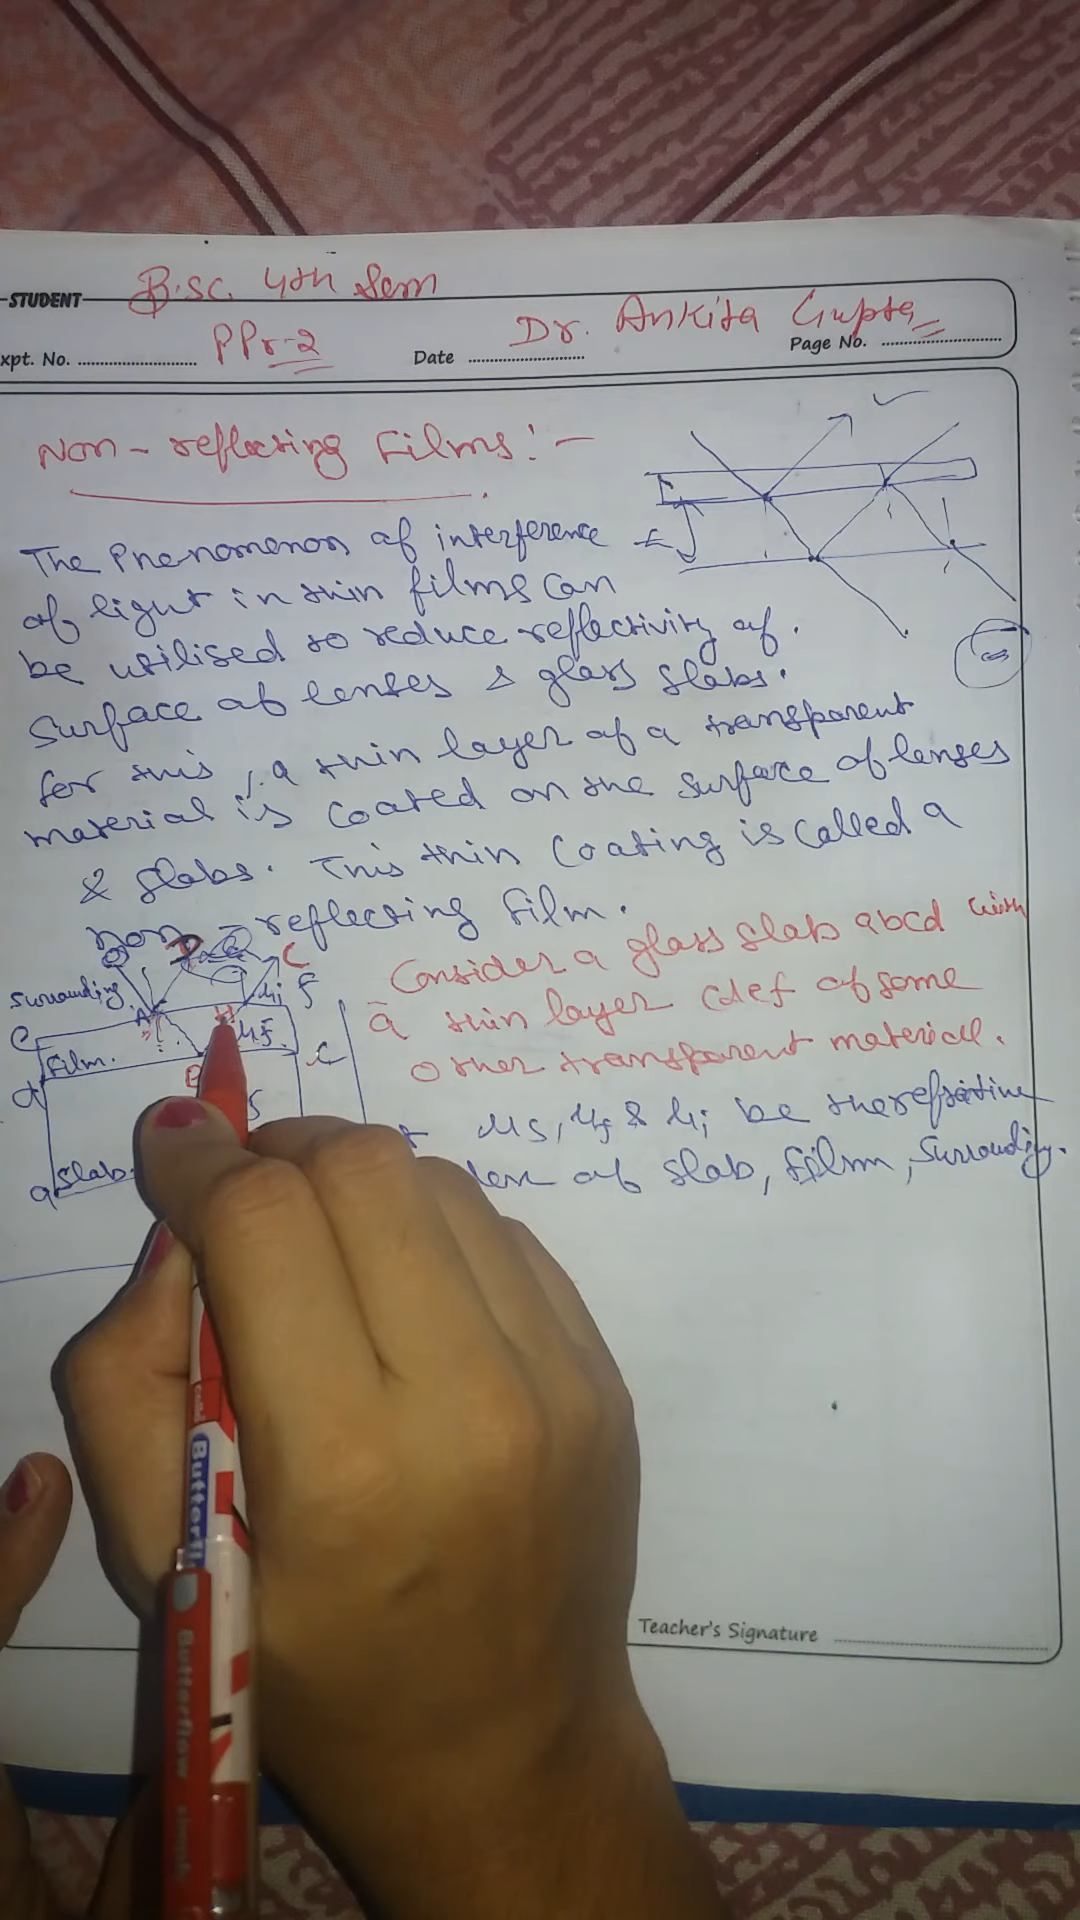 STUDENT
B.sc. 4th Sem
Expt. No.
PPr-2
Date
Dr. Ankita Gupta
Page No.
Non-reflecting Films:-
The Phenomenon of interference
of light in thin films can
be utilised to reduce reflectivity of
Surface of lenses & glass slabs.
for this, a thin layer of a transparent
material is coated on the surface of lenses
& slabs. This thin Coating is called a
non-reflecting film.
t
D
C
Surrounding
μi
f
A
H
e
Film.
μf
c
d
B
S
Slab
a
Consider a glass slab abcd with
a thin layer cdef of some
other transparent material.
μs, μf & μi be the refractive
of slab, film, Surrounding.
Butterflow
Teacher's Signature